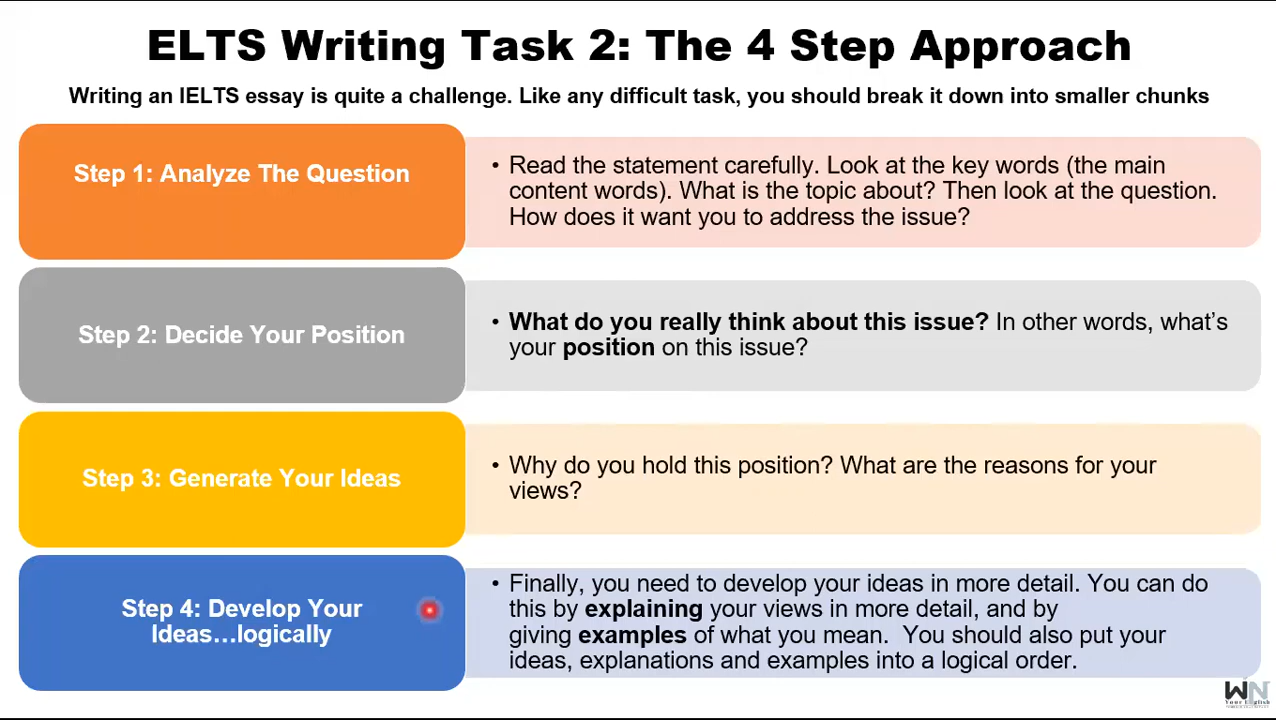 ELTS Writing Task 2: The 4 Step Approach
Writing an IELTS essay is quite a challenge. Like any difficult task, you should break it down into smaller chunks
Step 1: Analyze The Question
• Read the statement carefully. Look at the key words (the main
content words). What is the topic about? Then look at the question.
How does it want you to address the issue?
Step 2: Decide Your Position
• What do you really think about this issue? In other words, what's
your position on this issue?
Step 3: Generate Your Ideas
• Why do you hold this position? What are the reasons for your
views?
Step 4: Develop Your
Ideas...logically
• Finally, you need to develop your ideas in more detail. You can do
this by explaining your views in more detail, and by
giving examples of what you mean.  You should also put your
ideas, explanations and examples into a logical order.
WIN
Your English